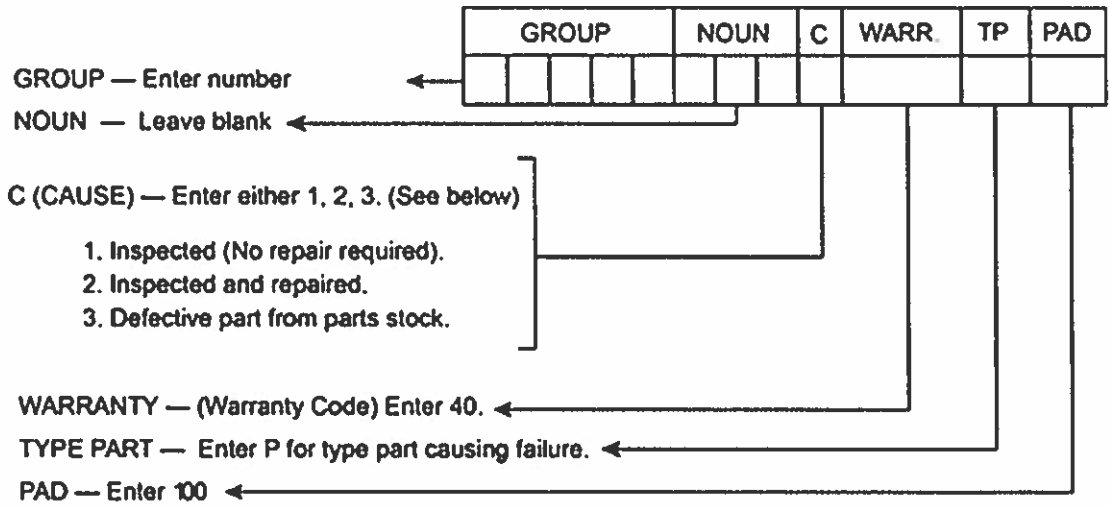 GROUP NOUN C WARR. TP PAD
GROUP — Enter number
NOUN — Leave blank
C (CAUSE) — Enter either 1, 2, 3. (See below)
1. Inspected (No repair required).
2. Inspected and repaired.
3. Defective part from parts stock.
WARRANTY — (Warranty Code) Enter 40.
TYPE PART — Enter P for type part causing failure.
PAD — Enter 100